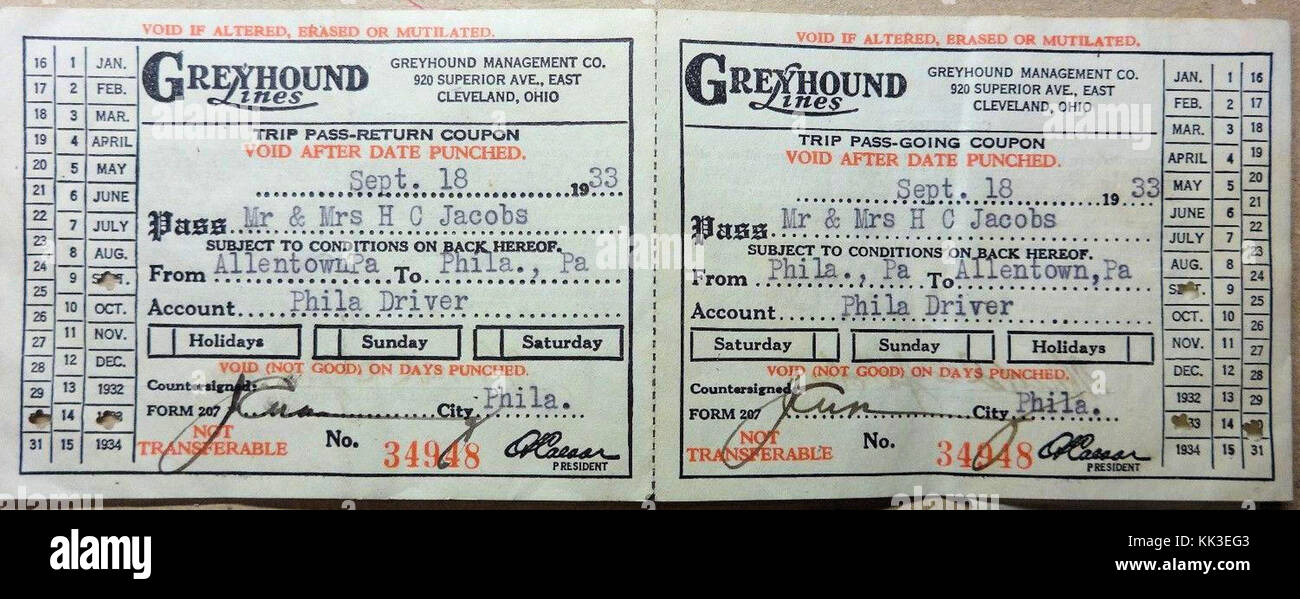 VOID IF ALTERED, ERASED OR MUTILATED.
16 1 JAN.
17 2 FEB.
18 3 MAR.
19 4 APRIL
20 5 MAY
21 6 JUNE
22 7 JULY
23 8 AUG.
24 9
25 10 OCT.
26 11 NOV.
27 12 DEC.
28 13 1932
29 14
31 15 1934
GREYHOUND Lines
GREYHOUND MANAGEMENT CO.
920 SUPERIOR AVE., EAST
CLEVELAND, OHIO
TRIP PASS-RETURN COUPON
VOID AFTER DATE PUNCHED.
Sept. 18 1933
Pass Mr & Mrs H C Jacobs
SUBJECT TO CONDITIONS ON BACK HEREOF.
From AllentownPa To Phila., Pa
Account Phila Driver
Holidays Sunday Saturday
VOID (NOT GOOD) ON DAYS PUNCHED.
Countersigned:
FORM 207 City Phila.
NOT TRANSFERABLE No. 34948
PRESIDENT
VOID IF ALTERED, ERASED OR MUTILATED.
GREYHOUND Lines
GREYHOUND MANAGEMENT CO.
920 SUPERIOR AVE., EAST
CLEVELAND, OHIO
TRIP PASS-GOING COUPON
VOID AFTER DATE PUNCHED.
Sept. 18 1933
Pass Mr & Mrs H C Jacobs
SUBJECT TO CONDITIONS ON BACK HEREOF.
From Phila., Pa To Allentown,Pa
Account Phila Driver
Saturday Sunday Holidays
VOID (NOT GOOD) ON DAYS PUNCHED.
Countersigned
FORM 207 City Phila.
NOT TRANSFERABLE No. 34948
PRESIDENT
JAN. 1 16
FEB. 2 17
MAR. 3 18
APRIL 4 19
MAY 5 20
JUNE 6 21
JULY 7 22
AUG. 8 23
9 24
OCT. 10 25
NOV. 11 26
DEC. 12 27
1932 13 29
14
1934 15 31
alamy
Image ID: KK3EG3
www.alamy.com